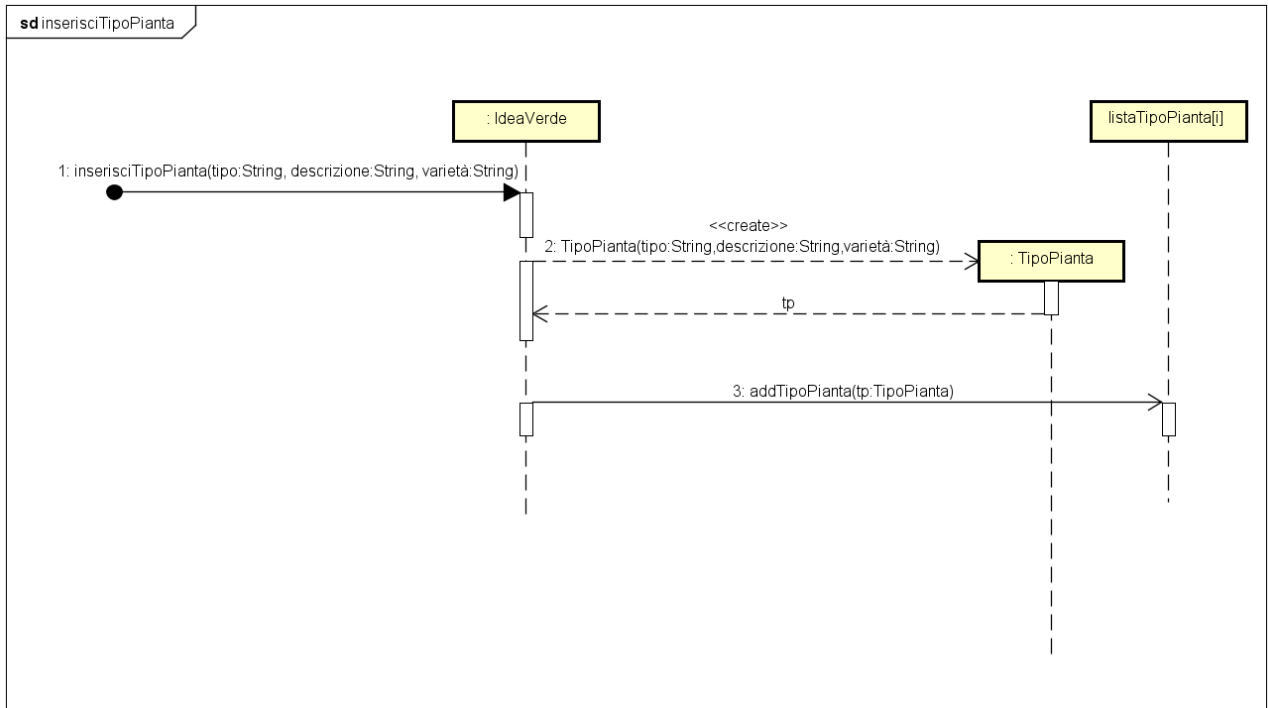 sd inserisciTipoPianta
: IdeaVerde
listaTipoPianta[i]
1: inserisciTipoPianta(tipo:String, descrizione:String, varietà:String)
<<create>>
2: TipoPianta(tipo:String,descrizione:String,varietà:String)
: TipoPianta
tp
3: addTipoPianta(tp:TipoPianta)